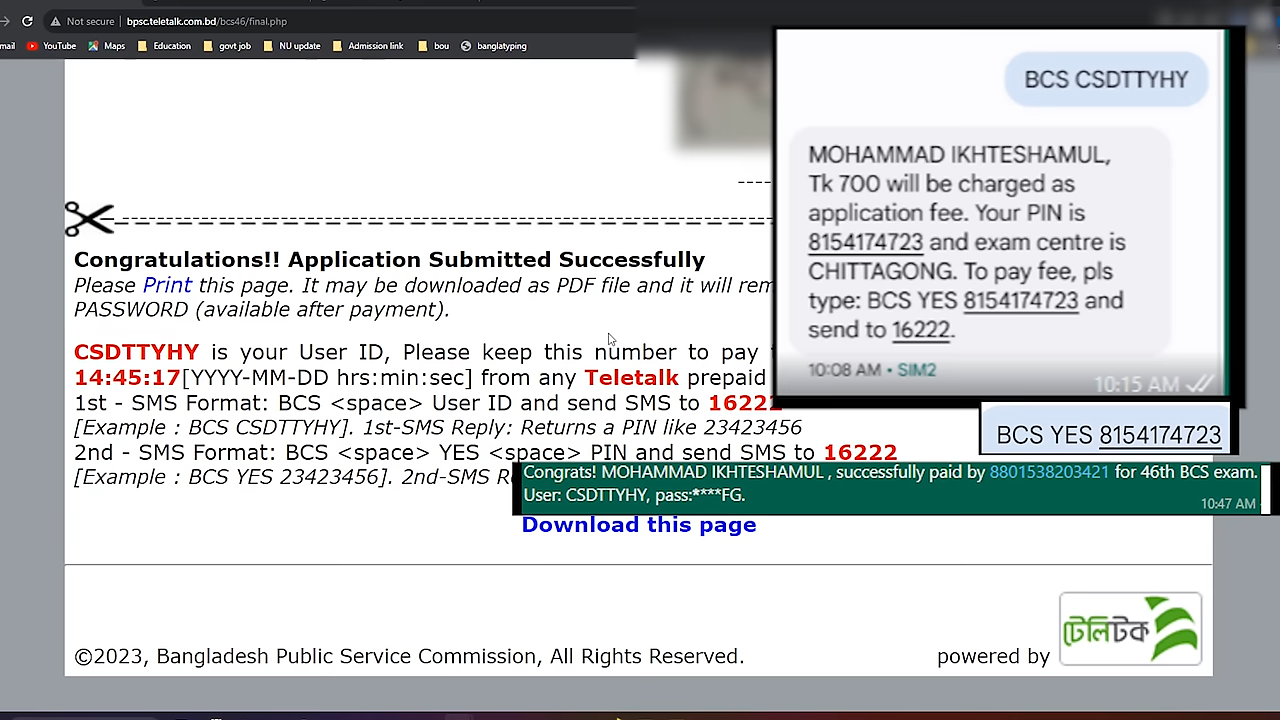 Not secure | bpsc.teletalk.com.bd/bcs46/final.php
mail YouTube Maps Education govt job NU update Admission link bou banglatyping
BCS CSDTTYHY
MOHAMMAD IKHTESHAMUL,
Tk 700 will be charged as
application fee. Your PIN is
8154174723 and exam centre is
CHITTAGONG. To pay fee, pls
type: BCS YES 8154174723 and
send to 16222.
10:08 AM • SIM2
10:15 AM
BCS YES 8154174723
Congrats! MOHAMMAD IKHTESHAMUL , successfully paid by 8801538203421 for 46th BCS exam.
User: CSDTTYHY, pass:****FG.
10:47 AM
Congratulations!! Application Submitted Successfully
Please Print this page. It may be downloaded as PDF file and it will rem
PASSWORD (available after payment).
CSDTTYHY is your User ID, Please keep this number to pay
14:45:17[YYYY-MM-DD hrs:min:sec] from any Teletalk prepaid
1st - SMS Format: BCS <space> User ID and send SMS to 16222
[Example : BCS CSDTTYHY]. 1st-SMS Reply: Returns a PIN like 23423456
2nd - SMS Format: BCS <space> YES <space> PIN and send SMS to 16222
[Example : BCS YES 23423456]. 2nd-SMS R
Download this page
©2023, Bangladesh Public Service Commission, All Rights Reserved.
powered by টেলিটক